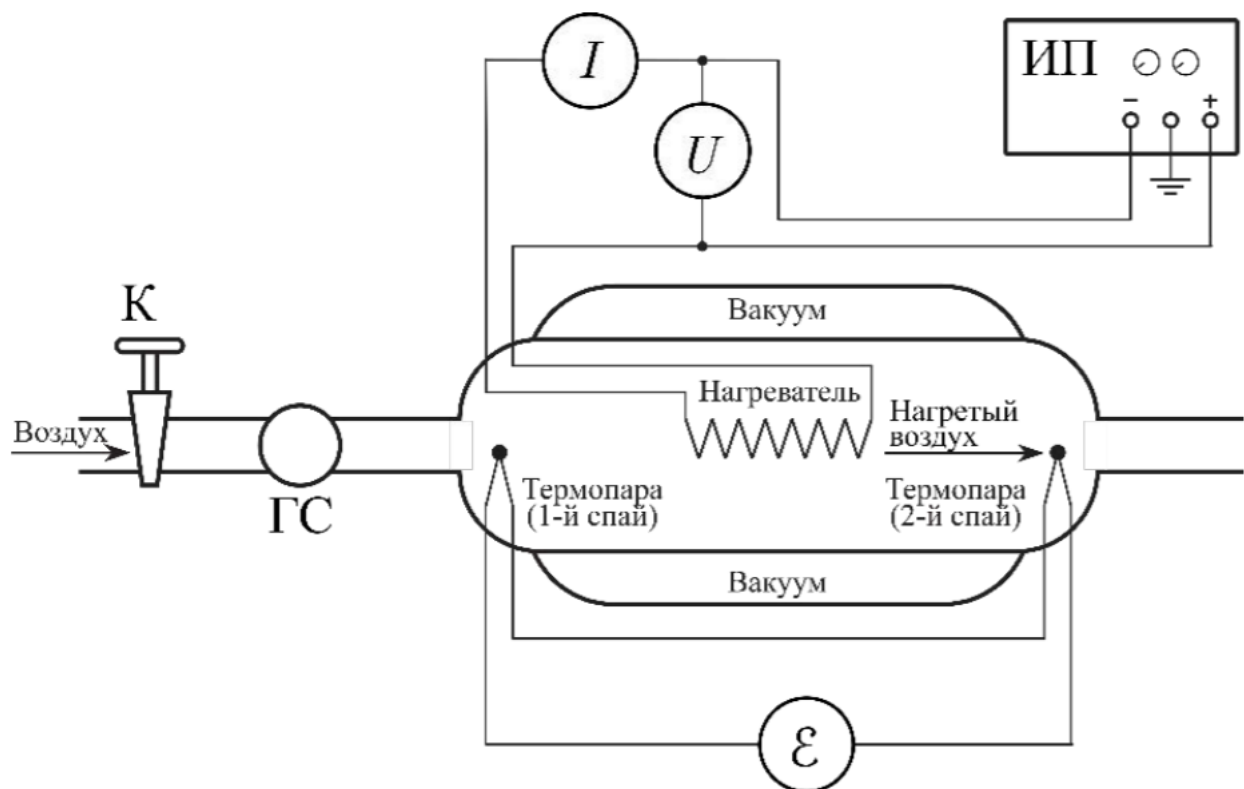 I
ИП
- +
U
К
Вакуум
Нагреватель
Воздух
Нагретый
воздух
ГС
Термопара
(1-й спай)
Термопара
(2-й спай)
Вакуум
ℰ